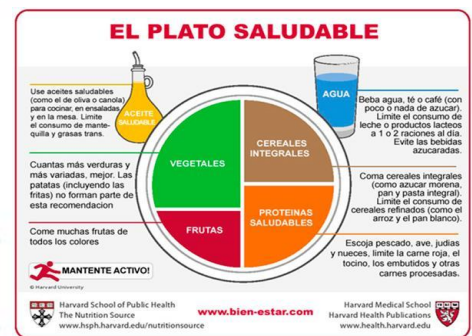 EL PLATO SALUDABLE
Use aceites saludables
(como el de oliva o canola)
para cocinar, en ensaladas,
y en la mesa. Limite
el consumo de mante-
quilla y grasas trans.
ACEITE
SALUDABLE
AGUA
Beba agua, té o café (con
poco o nada de azucar).
Limite el consumo de
leche o productos lacteos
a 1 o 2 raciones al día.
Evite las bebidas
azucaradas.
VEGETALES
CEREALES
INTEGRALES
FRUTAS
PROTEINAS
SALUDABLES
Cuantas más verduras y
más variadas, mejor. Las
patatas (incluyendo las
fritas) no forman parte de
esta recomendacion
Come muchas frutas de
todos los colores
Coma cereales integrales
(como azucar morena,
pan y pasta integral).
Limite el consumo de
cereales refinados (como el
arroz y el pan blanco).
Escoja pescado, ave, judias
y nueces, limite la carne roja, el
tocino, los embutidos y otras
carnes procesadas.
MANTENTE ACTIVO!
© Harvard University
Harvard School of Public Health
The Nutrition Source
www.hsph.harvard.edu/nutritionsource
www.bien-estar.com
Harvard Medical School
Harvard Health Publications
www.health.harvard.edu